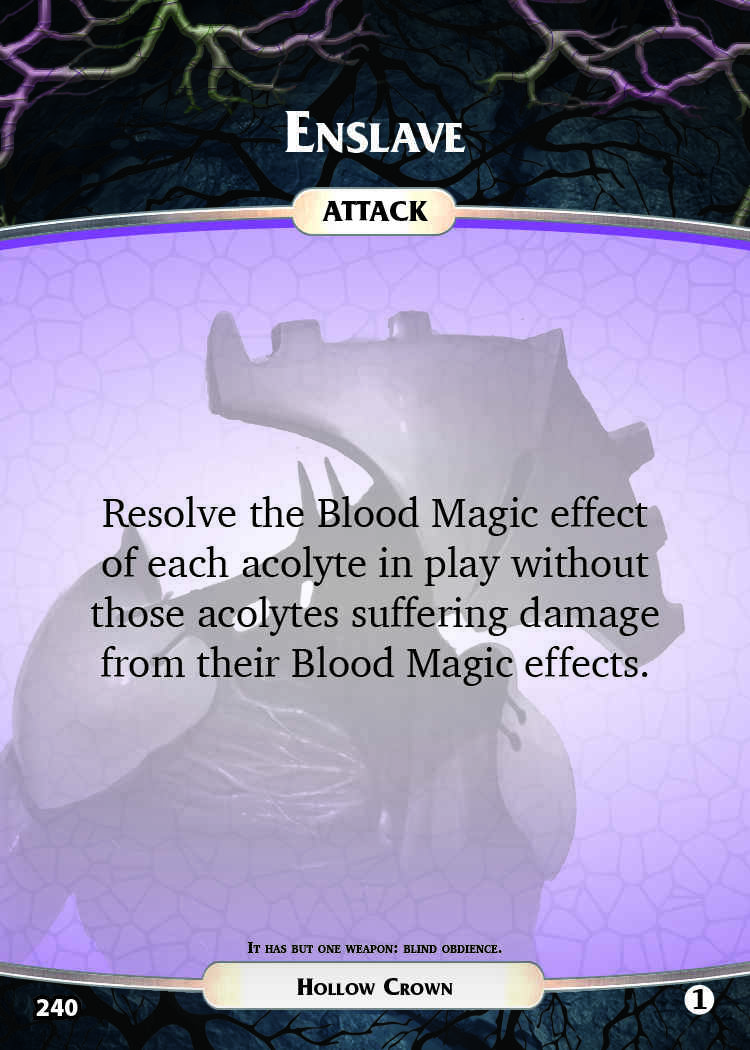 Enslave
ATTACK
Resolve the Blood Magic effect
of each acolyte in play without
those acolytes suffering damage
from their Blood Magic effects.
It has but one weapon: blind obdience.
Hollow Crown
240
1